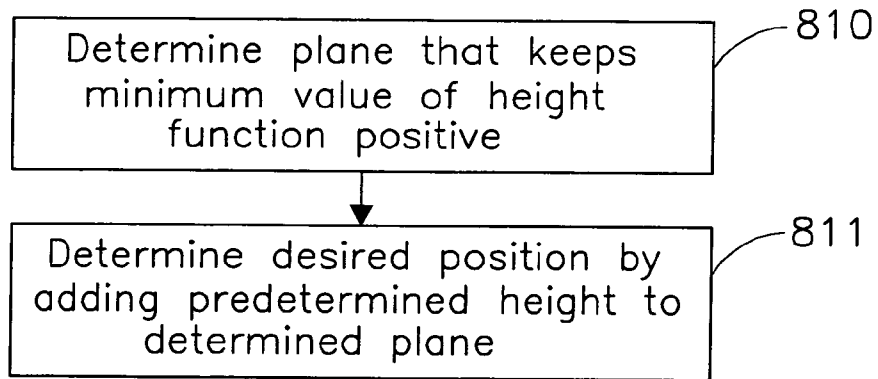 Determine plane that keeps
minimum value of height
function positive
810
Determine desired position by
adding predetermined height to
determined plane
811